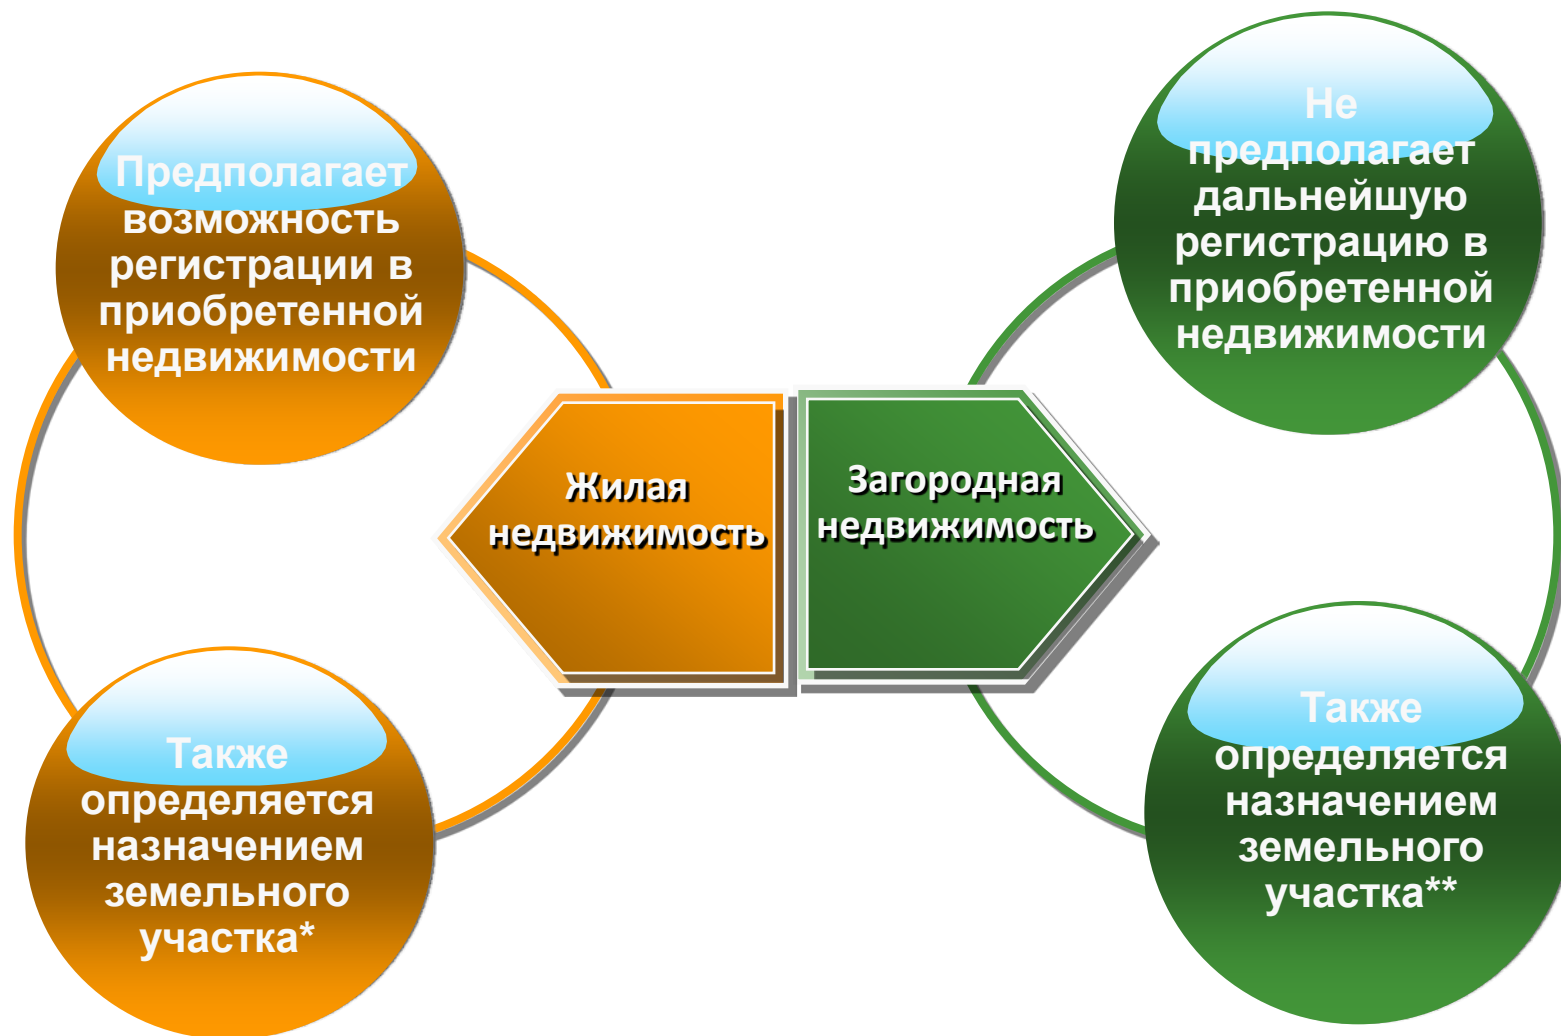 Предполагает
возможность
регистрации в
приобретенной
недвижимости
Также
определяется
назначением
земельного
участка*
Жилая
недвижимость
Загородная
недвижимость
Не
предполагает
дальнейшую
регистрацию в
приобретенной
недвижимости
Также
определяется
назначением
земельного
участка**